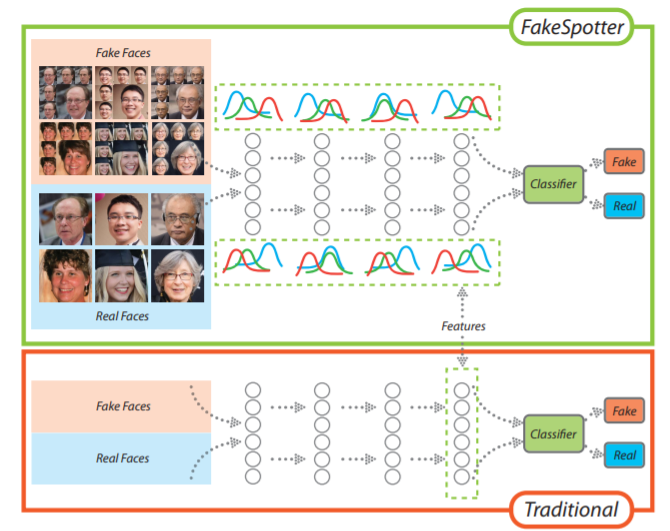 FakeSpotter
Fake Faces
Real Faces
Classifier
Fake
Real
Features
Fake Faces
Real Faces
Classifier
Fake
Real
Traditional